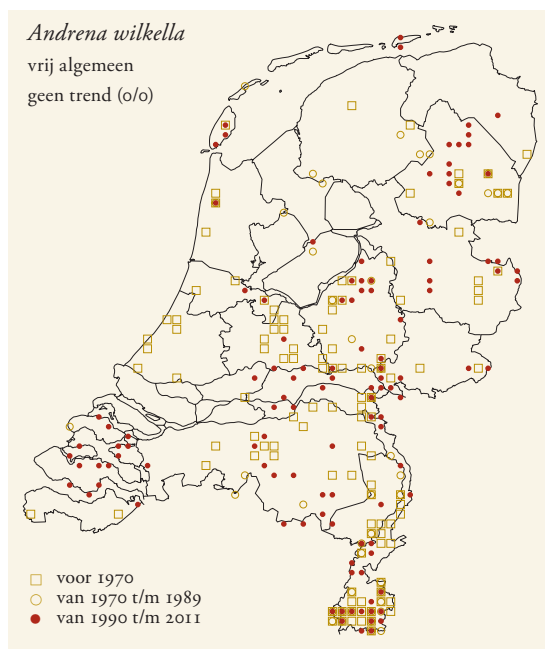 Andrena wilkella
vrij algemeen
geen trend (0/0)
voor 1970
van 1970 t/m 1989
van 1990 t/m 2011